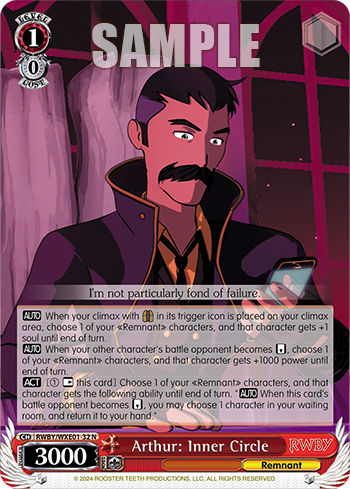 LEVEL
1
0
COST
SAMPLE
I'm not particularly fond of failure.
AUTO When your climax with in its trigger icon is placed on your climax
area, choose 1 of your «Remnant» characters, and that character gets +1
soul until end of turn.
AUTO When your other character's battle opponent becomes , choose 1
of your «Remnant» characters, and that character gets +1000 power until
end of turn.
ACT [① this card] Choose 1 of your «Remnant» characters, and that
character gets the following ability until end of turn. "AUTO When this card's
battle opponent becomes , you may choose 1 character in your waiting
room, and return it to your hand."
CH RWBY/WXE01-32 N
3000
Arthur: Inner Circle
RWBY
Remnant
© 2024 ROOSTER TEETH PRODUCTIONS, LLC, ALL RIGHTS RESERVED.